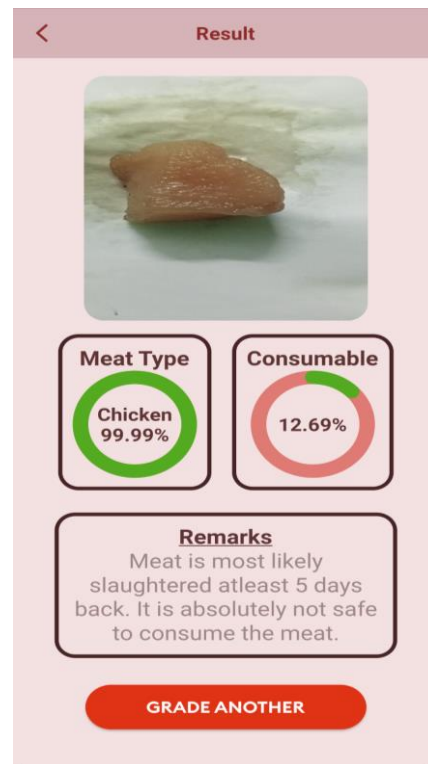 Result
Meat Type
Chicken
99.99%
Consumable
12.69%
Remarks
Meat is most likely
slaughtered atleast 5 days
back. It is absolutely not safe
to consume the meat.
GRADE ANOTHER